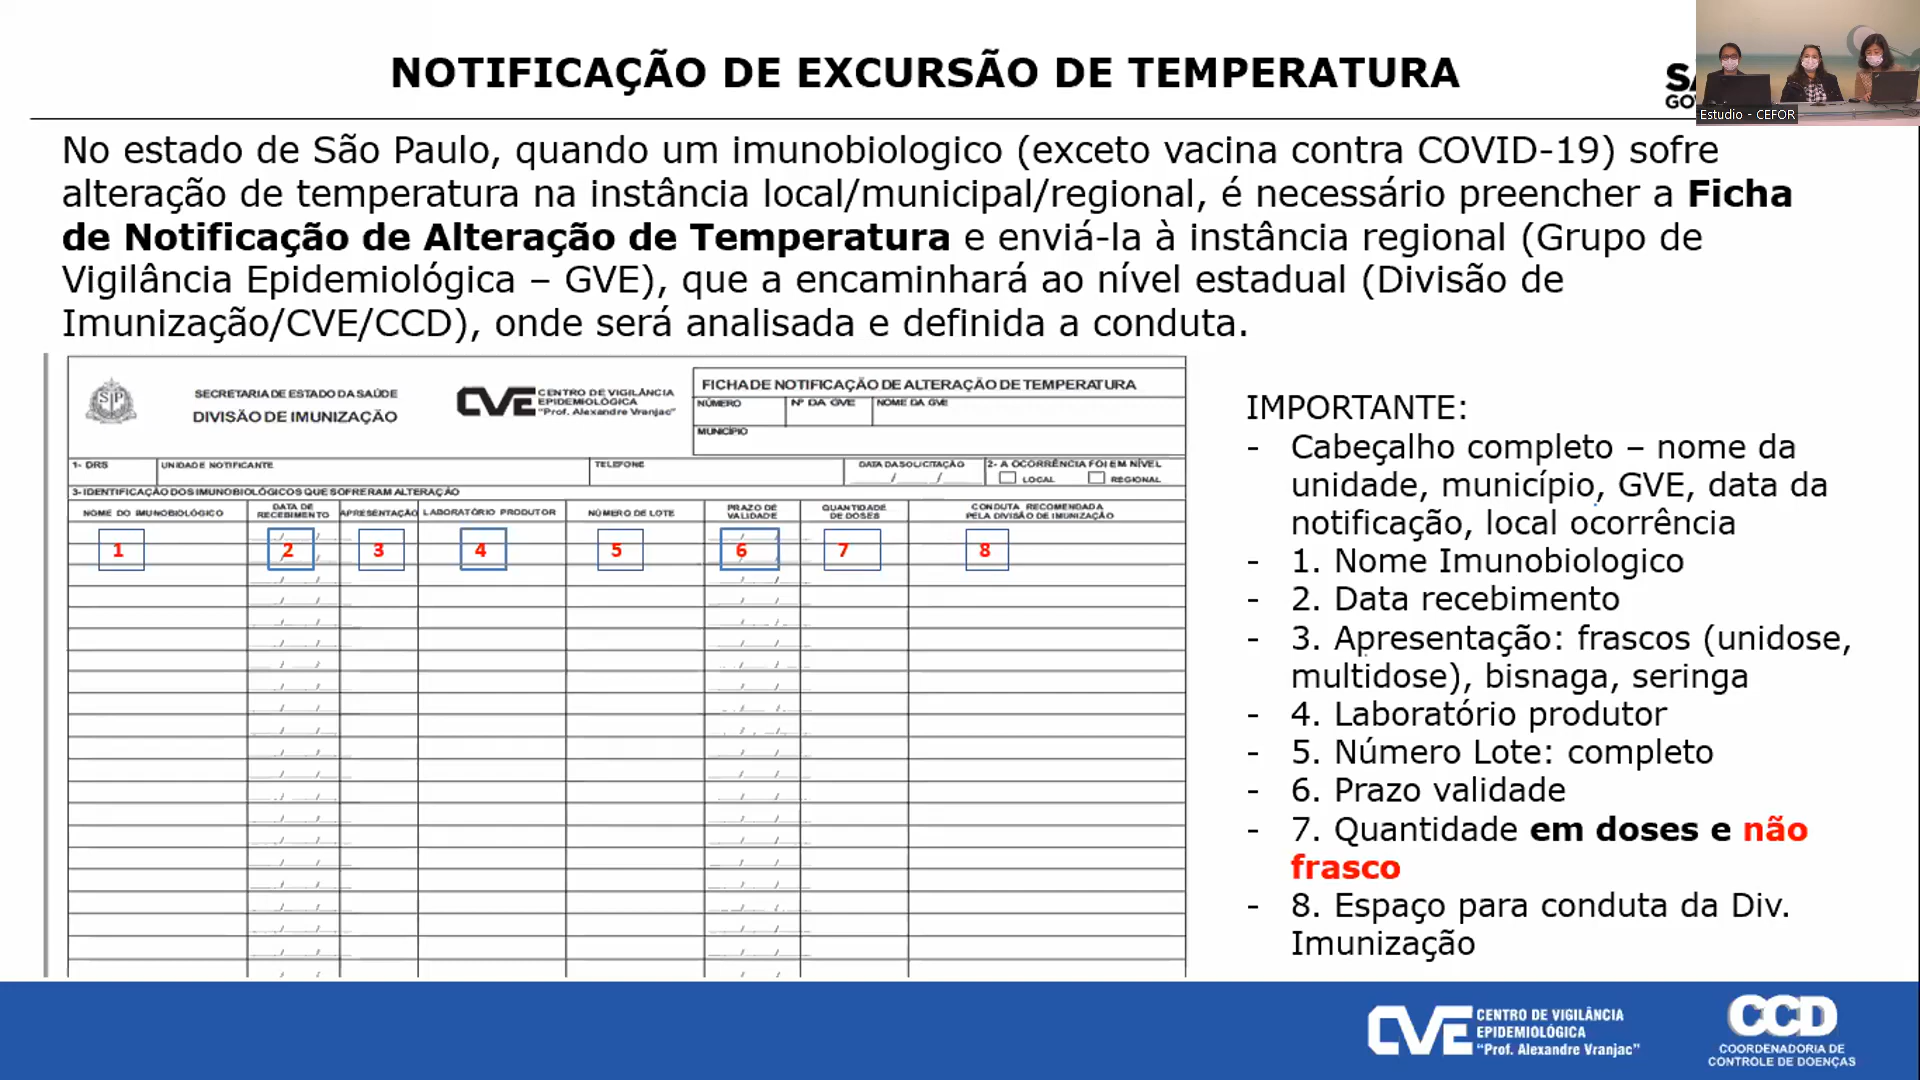 NOTIFICAÇÃO DE EXCURSÃO DE TEMPERATURA
Estudio - CEFOR
No estado de São Paulo, quando um imunobiologico (exceto vacina contra COVID-19) sofre
alteração de temperatura na instância local/municipal/regional, é necessário preencher a Ficha
de Notificação de Alteração de Temperatura e enviá-la à instância regional (Grupo de
Vigilância Epidemiológica – GVE), que a encaminhará ao nível estadual (Divisão de
Imunização/CVE/CCD), onde será analisada e definida a conduta.
SECRETARIA DE ESTADO DA SAÚDE
DIVISÃO DE IMUNIZAÇÃO
CVE CENTRO DE VIGILÂNCIA
EPIDEMIOLÓGICA
"Prof. Alexandre Vranjac"
FICHA DE NOTIFICAÇÃO DE ALTERAÇÃO DE TEMPERATURA
NÚMERO Nº DA GVE NOME DA GVE
MUNICÍPIO
1- DRS UNIDADE NOTIFICANTE TELEFONE DATA DA SOLICITAÇÃO 2- A OCORRÊNCIA FOI EM NÍVEL
LOCAL REGIONAL
3- IDENTIFICAÇÃO DOS IMUNOBIOLÓGICOS QUE SOFRERAM ALTERAÇÃO
NOME DO IMUNOBIOLÓGICO DATA DE RECEBIMENTO APRESENTAÇÃO LABORATÓRIO PRODUTOR NÚMERO DE LOTE PRAZO DE VALIDADE QUANTIDADE DE DOSES CONDUTA RECOMENDADA PELA DIVISÃO DE IMUNIZAÇÃO
1 2 3 4 5 6 7 8
IMPORTANTE:
- Cabeçalho completo – nome da
unidade, município, GVE, data da
notificação, local ocorrência
- 1. Nome Imunobiologico
- 2. Data recebimento
- 3. Apresentação: frascos (unidose,
multidose), bisnaga, seringa
- 4. Laboratório produtor
- 5. Número Lote: completo
- 6. Prazo validade
- 7. Quantidade em doses e não
frasco
- 8. Espaço para conduta da Div.
Imunização
CVE CENTRO DE VIGILÂNCIA
EPIDEMIOLÓGICA
"Prof. Alexandre Vranjac"
CCD
COORDENADORIA DE
CONTROLE DE DOENÇAS